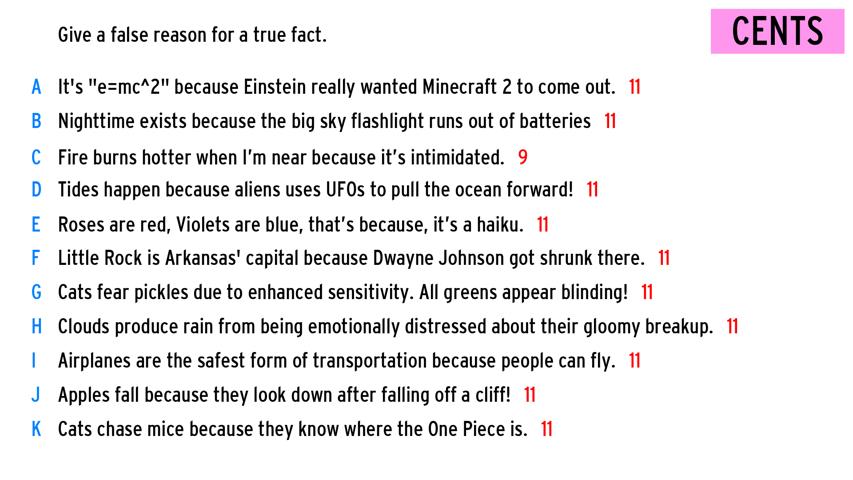 Give a false reason for a true fact.
CENTS
A It's "e=mc^2" because Einstein really wanted Minecraft 2 to come out. 11
B Nighttime exists because the big sky flashlight runs out of batteries 11
C Fire burns hotter when I'm near because it's intimidated. 9
D Tides happen because aliens uses UFOs to pull the ocean forward! 11
E Roses are red, Violets are blue, that's because, it's a haiku. 11
F Little Rock is Arkansas' capital because Dwayne Johnson got shrunk there. 11
G Cats fear pickles due to enhanced sensitivity. All greens appear blinding! 11
H Clouds produce rain from being emotionally distressed about their gloomy breakup. 11
I Airplanes are the safest form of transportation because people can fly. 11
J Apples fall because they look down after falling off a cliff! 11
K Cats chase mice because they know where the One Piece is. 11